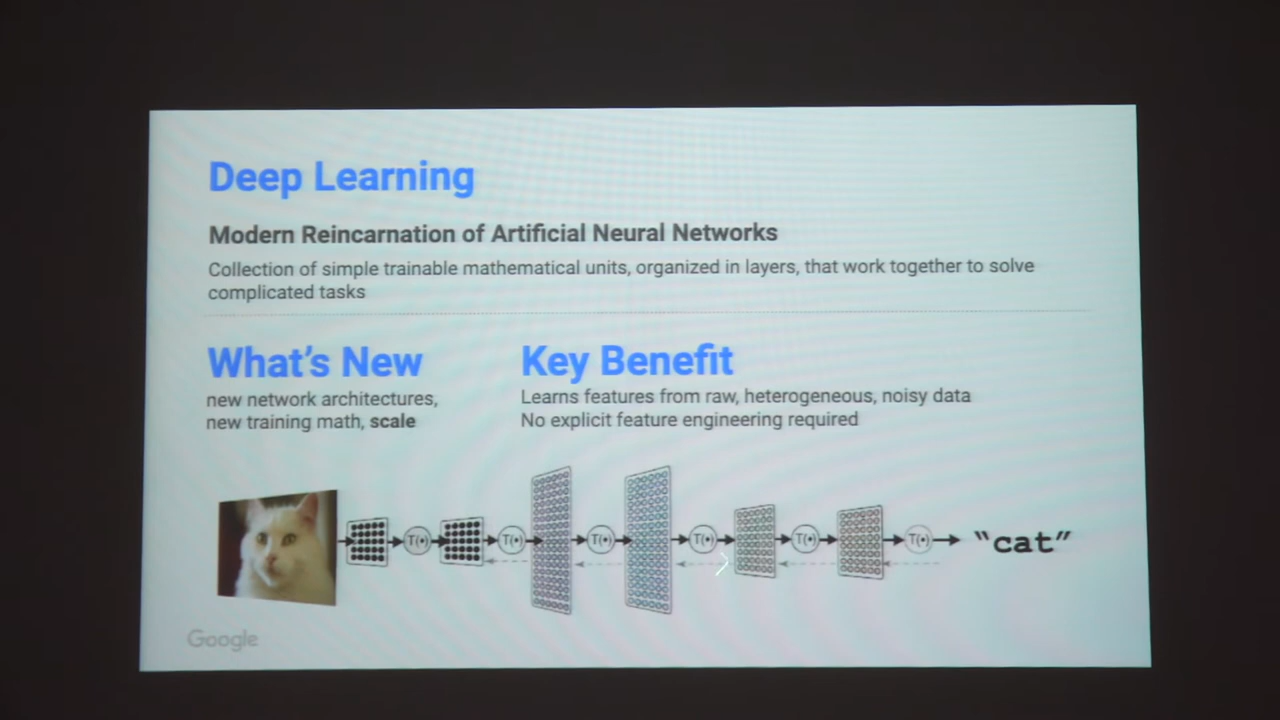 Deep Learning
Modern Reincarnation of Artificial Neural Networks
Collection of simple trainable mathematical units, organized in layers, that work together to solve
complicated tasks
What's New
new network architectures,
new training math, scale
Key Benefit
Learns features from raw, heterogeneous, noisy data
No explicit feature engineering required
T(•) T(•) T(•) T(•) T(•) T(•) "cat"
Google